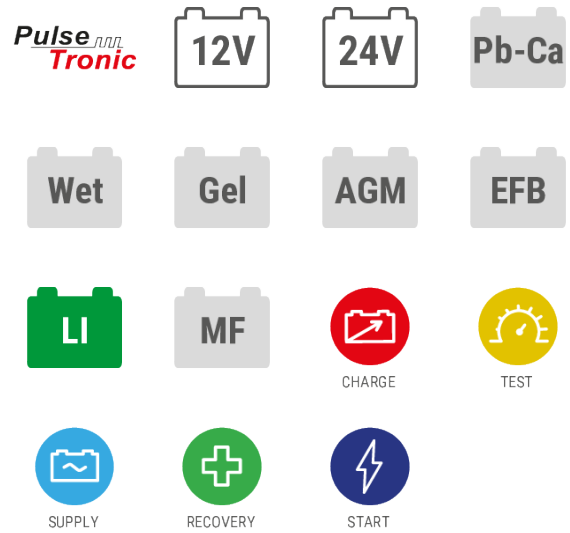 Pulse
Tronic
12V
24V
Pb-Ca
Wet
Gel
AGM
EFB
LI
MF
CHARGE
TEST
SUPPLY
RECOVERY
START